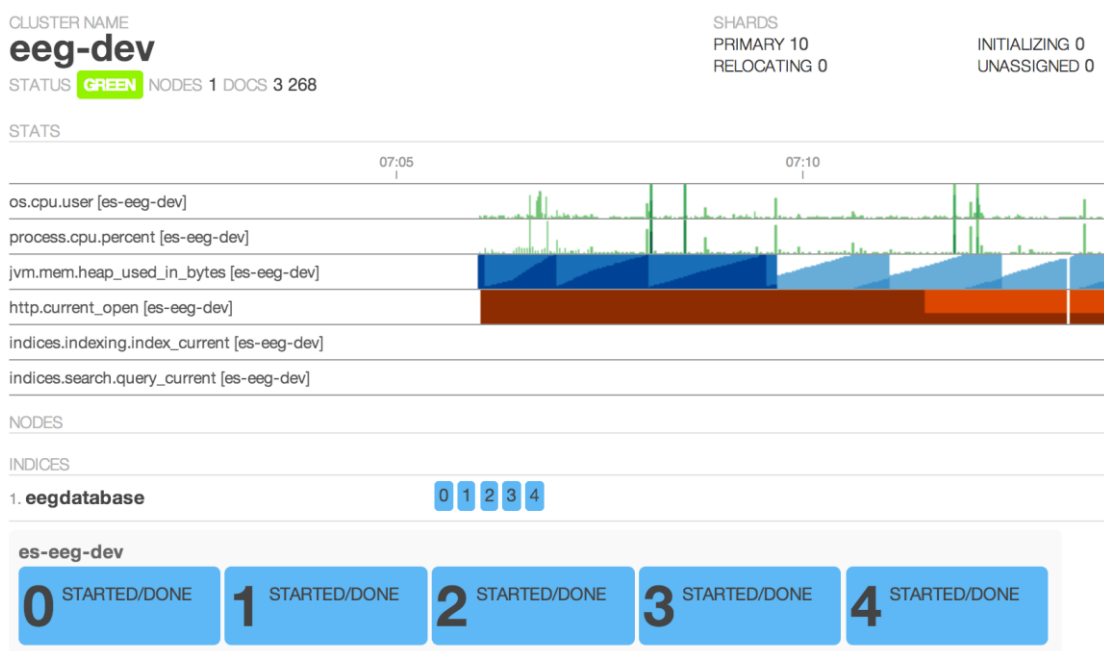 CLUSTER NAME
eeg-dev
STATUS GREEN NODES 1 DOCS 3 268
SHARDS
PRIMARY 10 INITIALIZING 0
RELOCATING 0 UNASSIGNED 0
STATS
07:05 07:10
os.cpu.user [es-eeg-dev]
process.cpu.percent [es-eeg-dev]
jvm.mem.heap_used_in_bytes [es-eeg-dev]
http.current_open [es-eeg-dev]
indices.indexing.index_current [es-eeg-dev]
indices.search.query_current [es-eeg-dev]
NODES
INDICES
1. eegdatabase 0 1 2 3 4
es-eeg-dev
0 STARTED/DONE 1 STARTED/DONE 2 STARTED/DONE 3 STARTED/DONE 4 STARTED/DONE